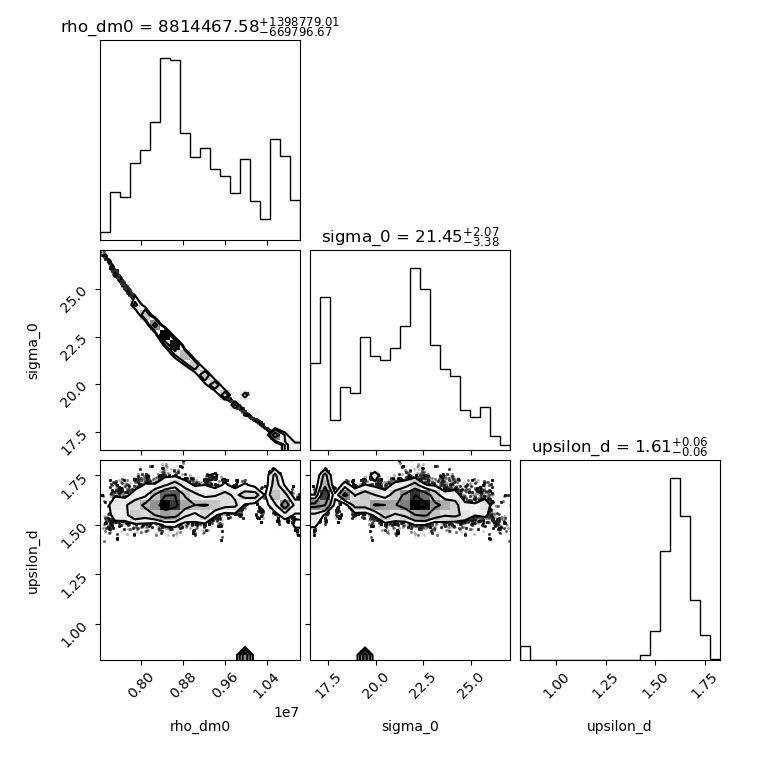 rho_dm0 = 8814467.58+1398779.01 −669796.67
sigma_0 = 21.45+2.07 −3.38
25.0
22.5
20.0
17.5
sigma_0
upsilon_d = 1.61+0.06 −0.06
1.75
1.50
1.25
1.00
upsilon_d
0.80 0.88 0.96 1.04
1e7
rho_dm0
17.5 20.0 22.5 25.0
sigma_0
1.00 1.25 1.50 1.75
upsilon_d